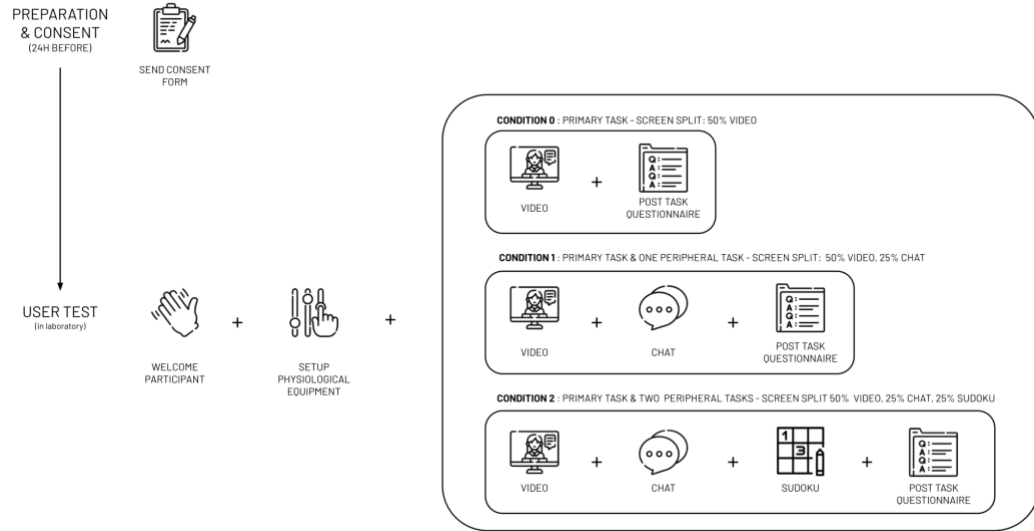 PREPARATION
& CONSENT
(24H BEFORE)
SEND CONSENT
FORM
USER TEST
(in laboratory)
WELCOME
PARTICIPANT
+
SETUP
PHYSIOLOGICAL
EQUIPMENT
+
CONDITION 0 : PRIMARY TASK - SCREEN SPLIT: 50% VIDEO
VIDEO
+
Q:
A:
Q:
A:
POST TASK
QUESTIONNAIRE
CONDITION 1 : PRIMARY TASK & ONE PERIPHERAL TASK - SCREEN SPLIT: 50% VIDEO, 25% CHAT
VIDEO
+
CHAT
+
Q:
A:
Q:
A:
POST TASK
QUESTIONNAIRE
CONDITION 2 : PRIMARY TASK & TWO PERIPHERAL TASKS - SCREEN SPLIT 50% VIDEO, 25% CHAT, 25% SUDOKU
VIDEO
+
CHAT
+
1
3
SUDOKU
+
Q:
A:
Q:
A:
POST TASK
QUESTIONNAIRE